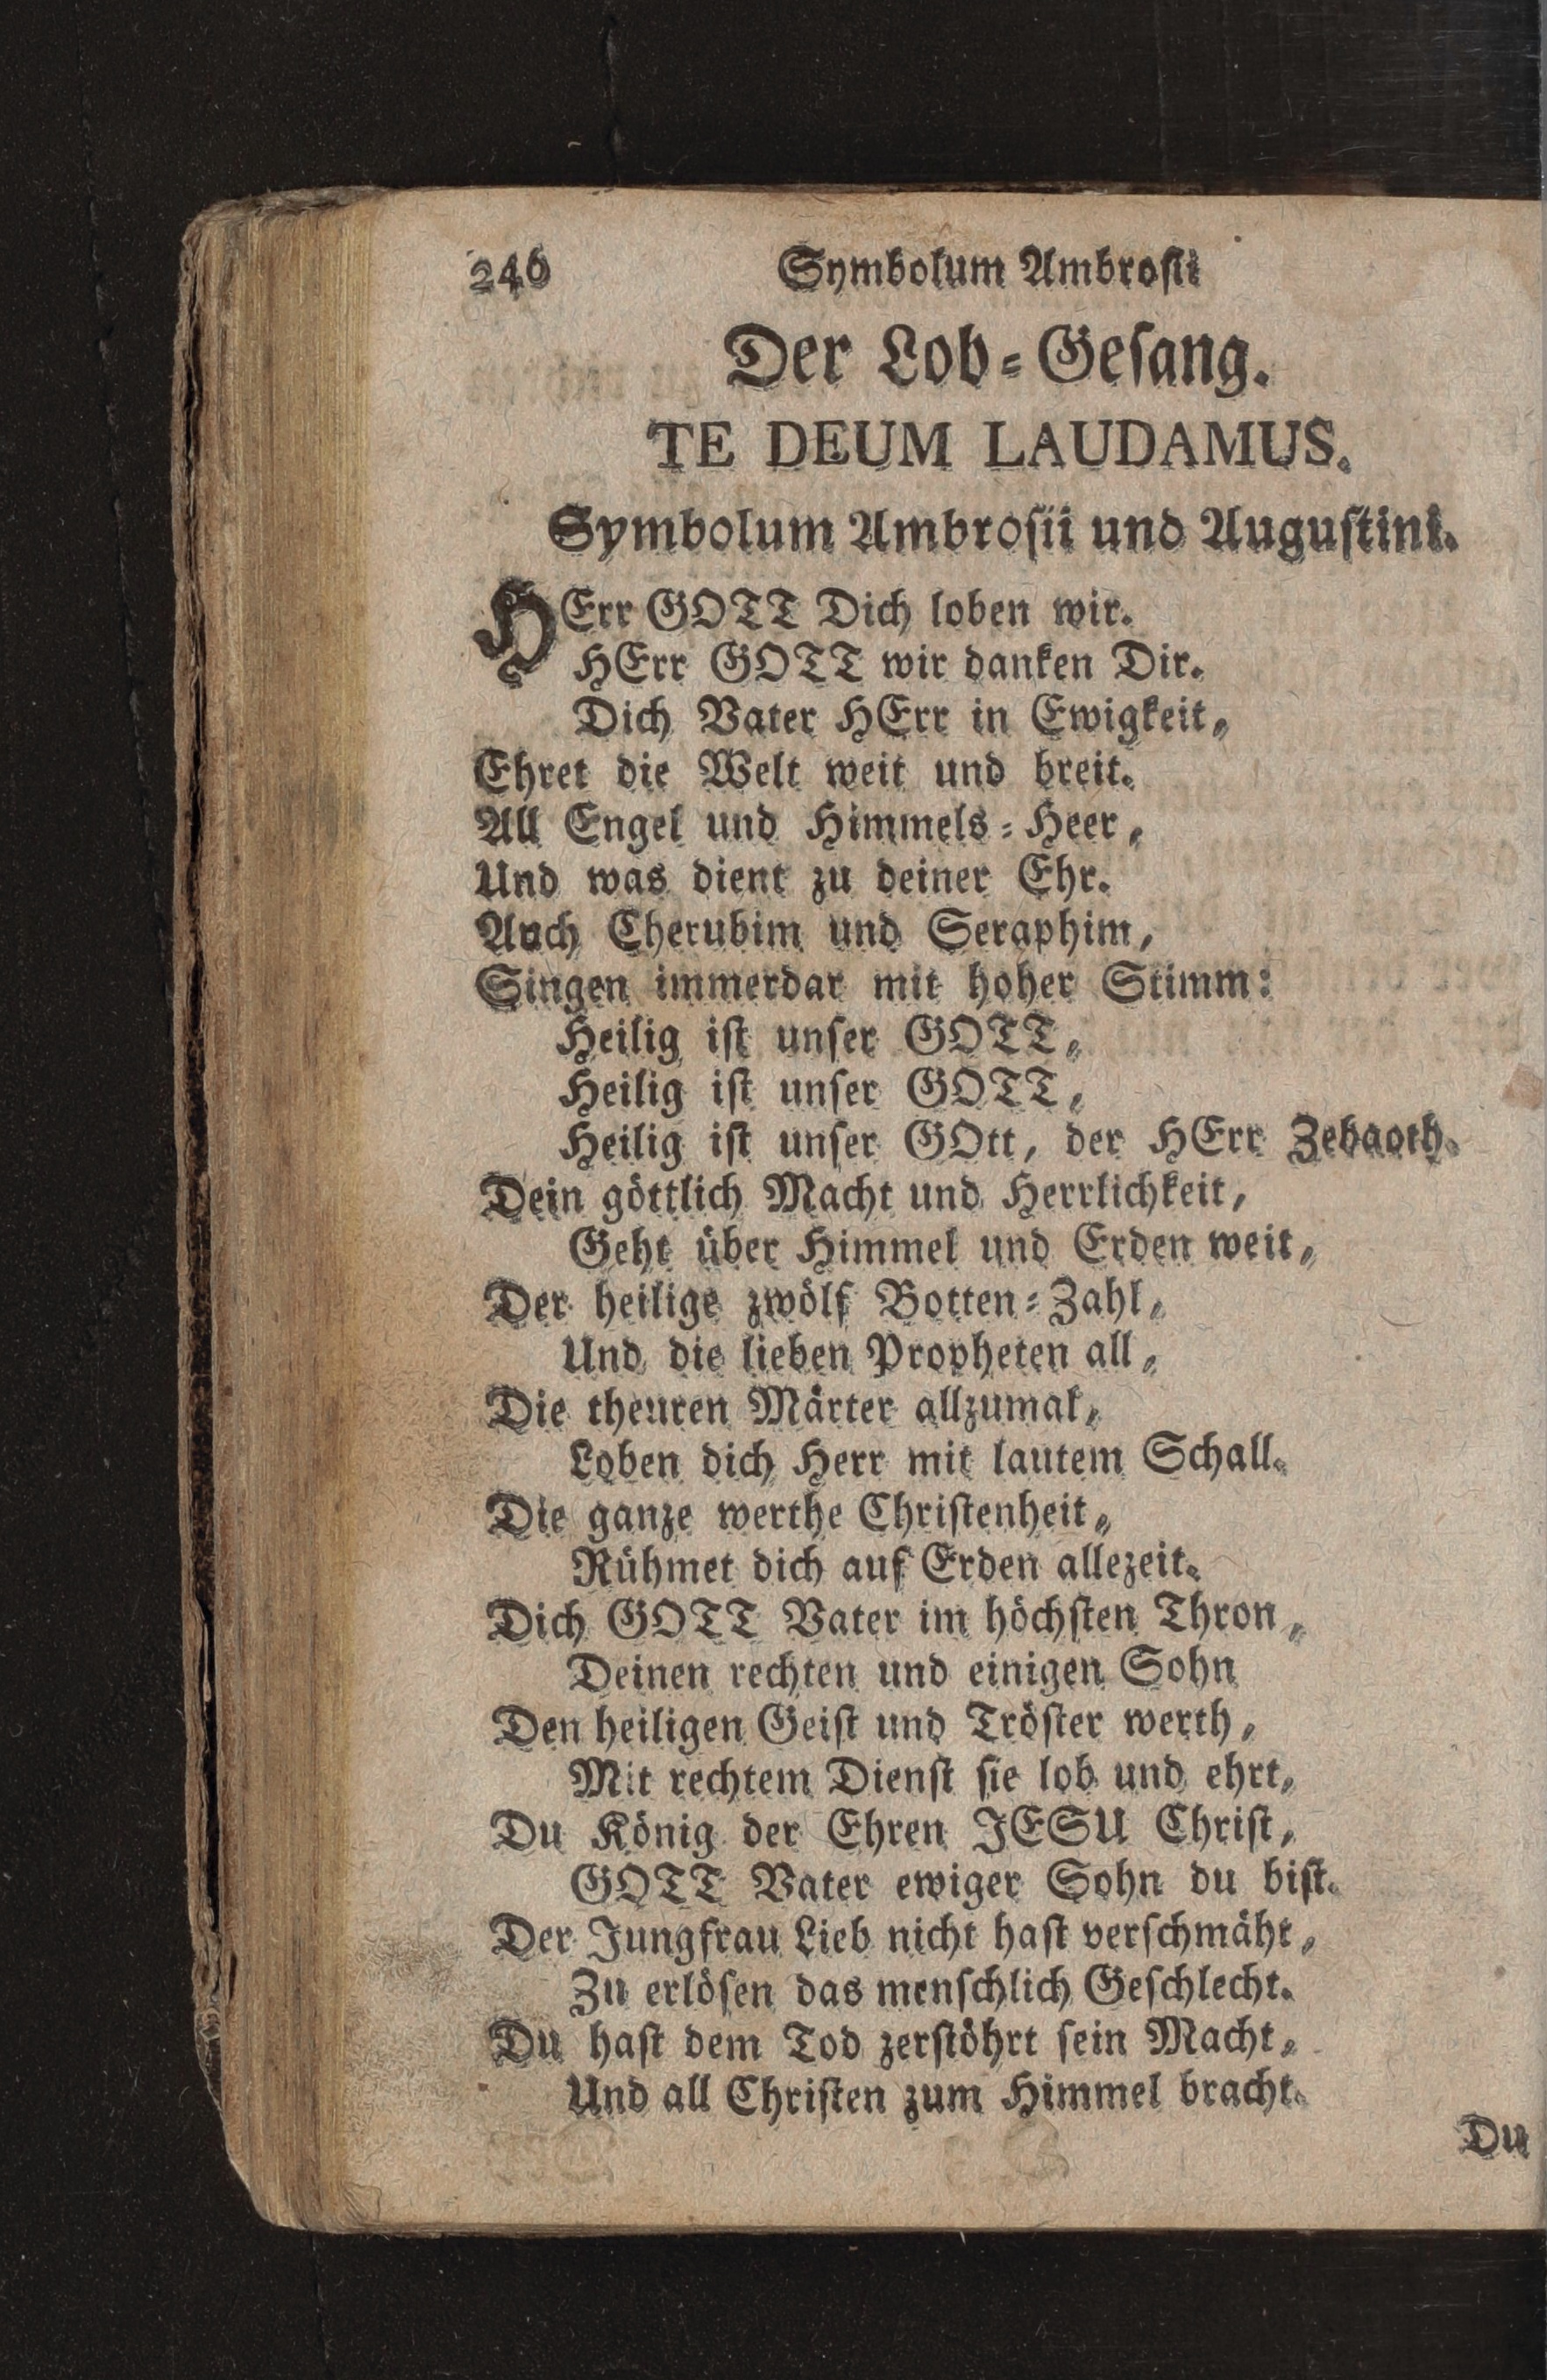 246 Symbolum Ambrosii
Der Lob-Gesang.
TE DEUM LAUDAMUS.
Symbolum Ambrosii und Augustini.
HErr GOTT Dich loben wir.
HErr GOTT wir danken Dir.
Dich Vater HErr in Ewigkeit,
Ehret die Welt weit und breit.
All Engel und Himmels-Heer,
Und was dient zu deiner Ehr.
Auch Cherubim und Seraphim,
Singen immerdar mit hoher Stimm:
Heilig ist unser GOTT,
Heilig ist unser GOTT,
Heilig ist unser GOtt, der HErr Zebaoth.
Dein göttlich Macht und Herrlichkeit,
Geht über Himmel und Erden weit,
Der heilige zwölf Botten-Zahl,
Und die lieben Propheten all,
Die theuren Märter allzumal,
Loben dich Herr mit lautem Schall.
Die ganze werthe Christenheit,
Rühmet dich auf Erden allezeit.
Dich GOTT Vater im höchsten Thron,
Deinen rechten und einigen Sohn
Den heiligen Geist und Tröster werth,
Mit rechtem Dienst sie lob und ehrt,
Du König der Ehren JESU Christ,
GOTT Vater ewiger Sohn du bist.
Der Jungfrau Lieb nicht hast verschmäht,
Zu erlösen das menschlich Geschlecht.
Du hast dem Tod zerstöhrt sein Macht,
Und all Christen zum Himmel bracht.
Du